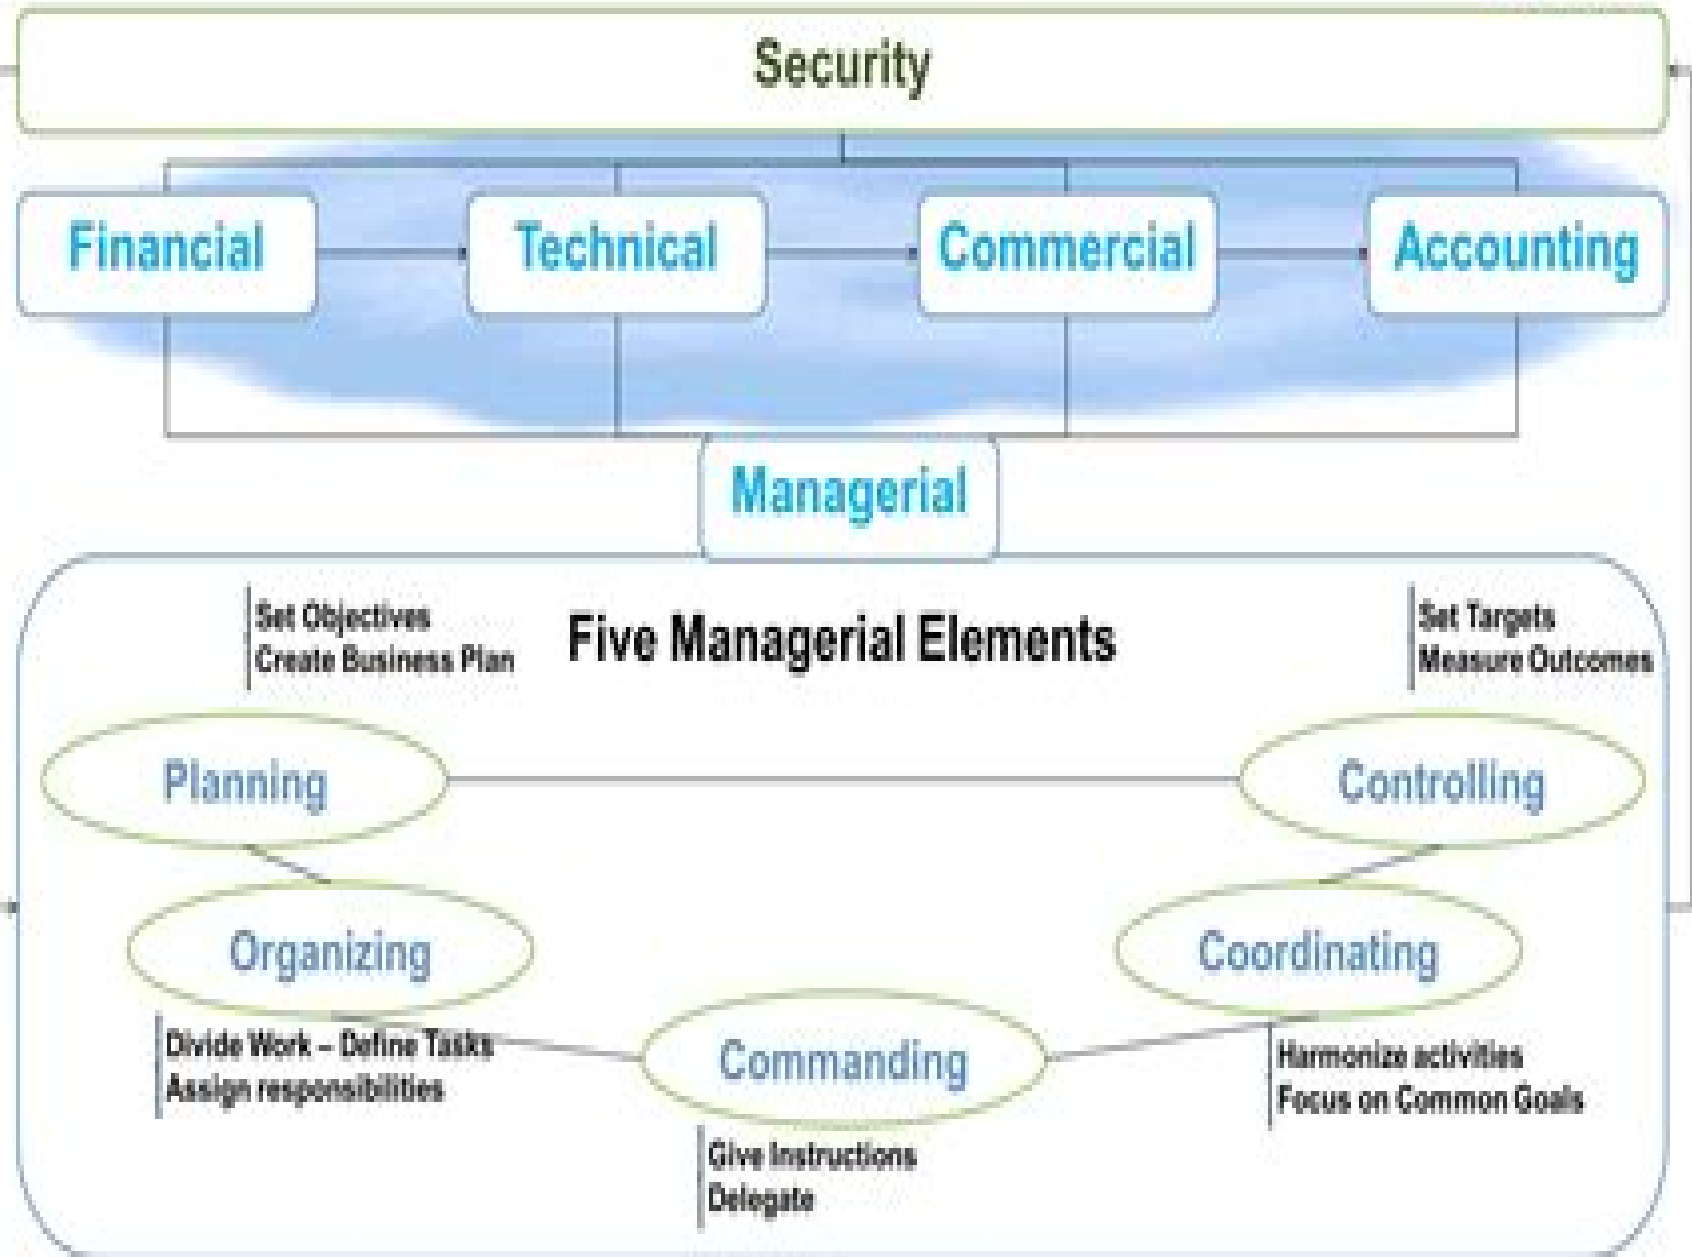 Security
Financial
Technical
Commercial
Accounting
Managerial
Five Managerial Elements
Set Objectives
Create Business Plan
Set Targets
Measure Outcomes
Planning
Controlling
Organizing
Coordinating
Divide Work – Define Tasks
Assign responsibilities
Commanding
Harmonize activities
Focus on Common Goals
Give Instructions
Delegate